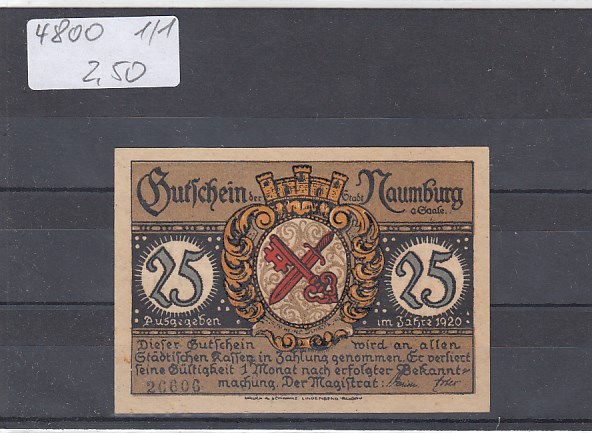 4800 1/1
2,50
Gutschein der Stadt Naumburg
a Saale.
25 25
Ausgegeben im Jahre 1920
Dieser Gutschein wird an allen
Städtischen Kassen in Zahlung genommen. Er verliert
seine Gültigkeit 1 Monat nach erfolgter Bekannt-
machung. Der Magistrat:
26606